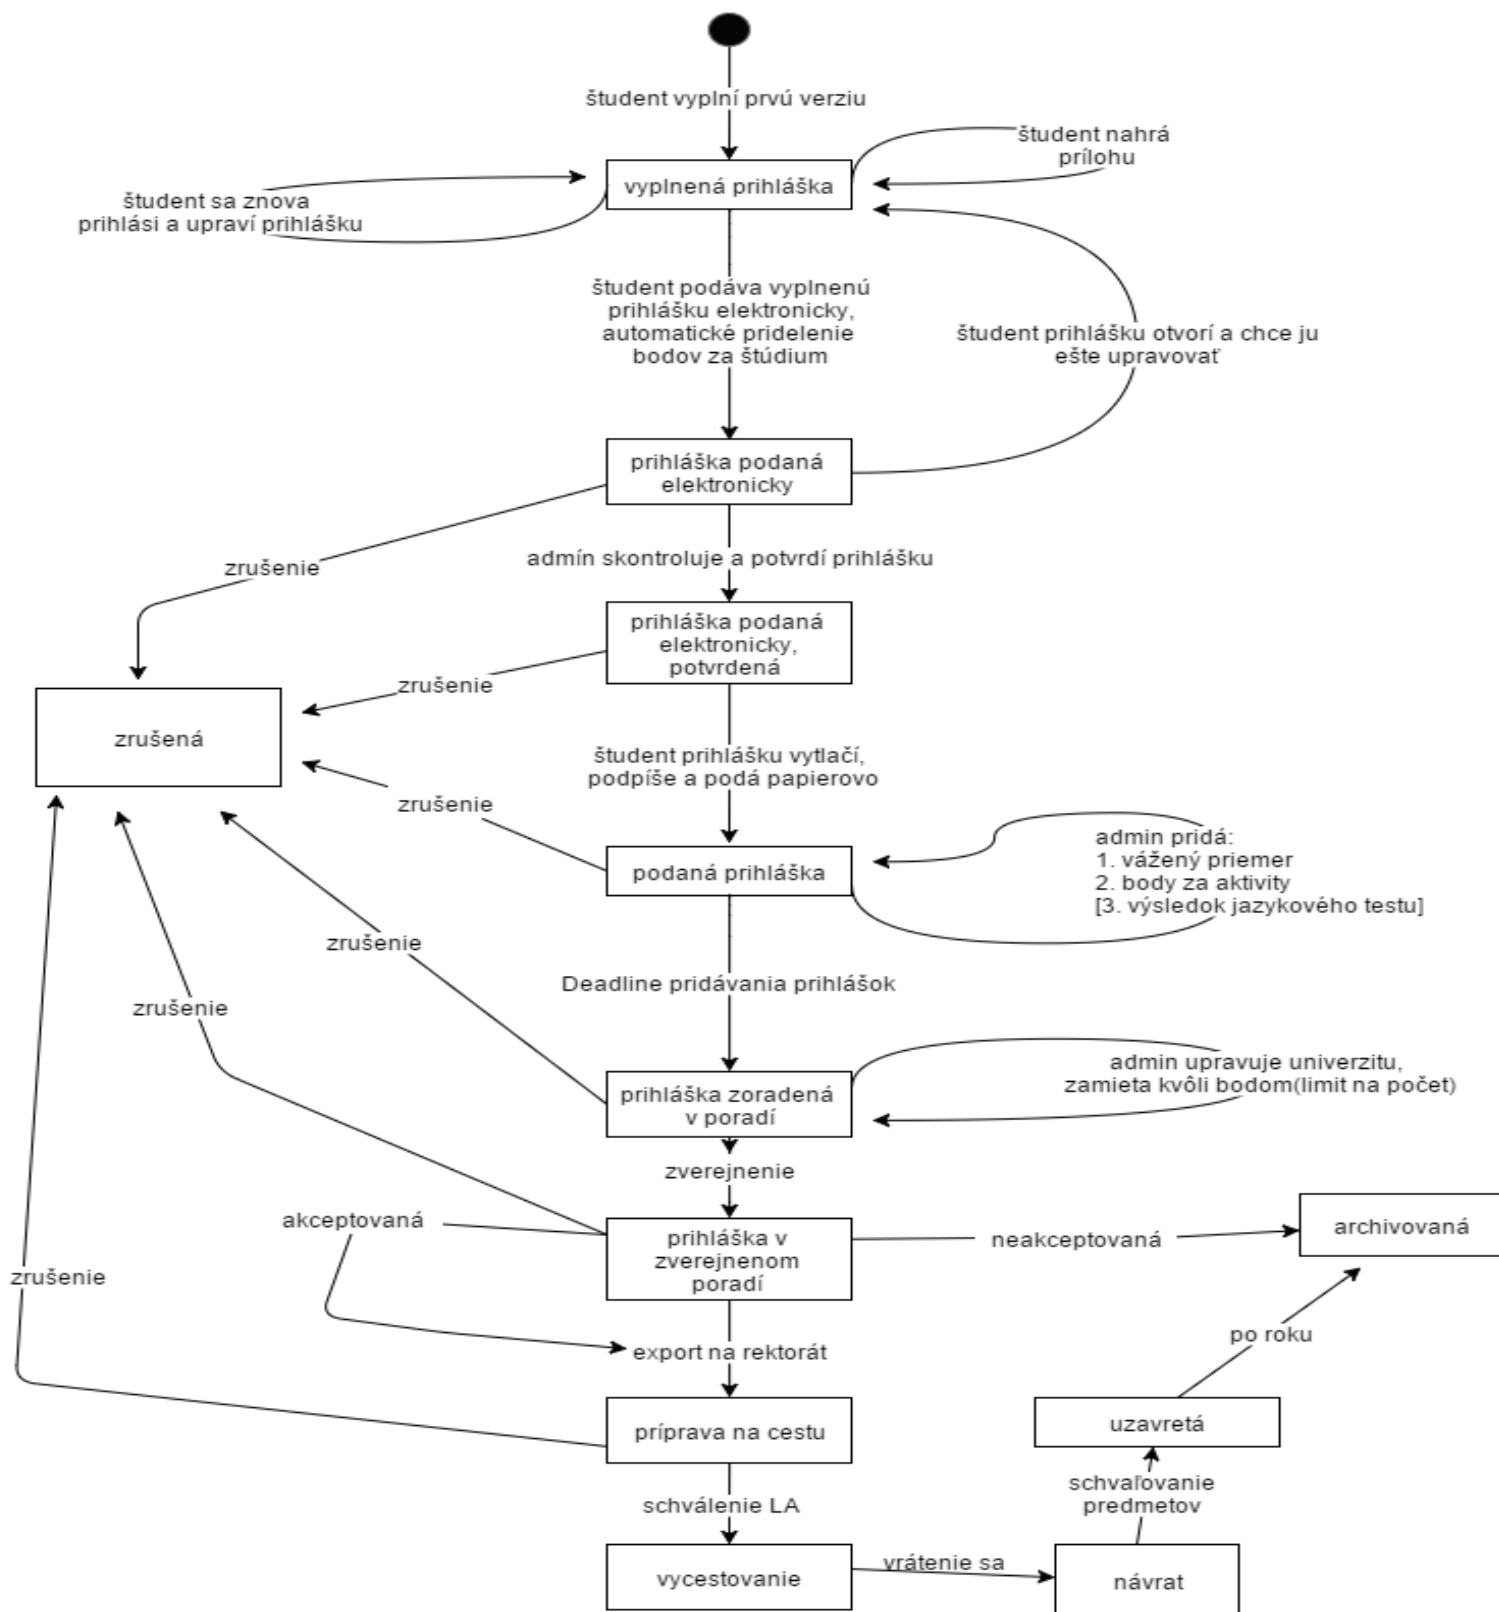 študent vyplní prvú verziu
študent nahrá
prílohu
vyplnená prihláška
študent sa znova
prihlási a upraví prihlášku
študent podáva vyplnenú
prihlášku elektronicky,
automatické pridelenie
bodov za štúdium
študent prihlášku otvorí a chce ju
ešte upravovať
prihláška podaná
elektronicky
zrušenie
admín skontroluje a potvrdí prihlášku
prihláška podaná
elektronicky,
potvrdená
zrušenie
zrušená
študent prihlášku vytlačí,
podpíše a podá papierovo
zrušenie
admin pridá:
1. vážený priemer
2. body za aktivity
[3. výsledok jazykového testu]
podaná prihláška
zrušenie
Deadline pridávania prihlášok
zrušenie
admin upravuje univerzitu,
zamieta kvôli bodom(limit na počet)
prihláška zoradená
v poradí
zverejnenie
akceptovaná
prihláška v
zverejnenom
poradí
neakceptovaná
archivovaná
zrušenie
export na rektorát
po roku
príprava na cestu
uzavretá
schválenie LA
schvaľovanie
predmetov
vycestovanie
vrátenie sa
návrat